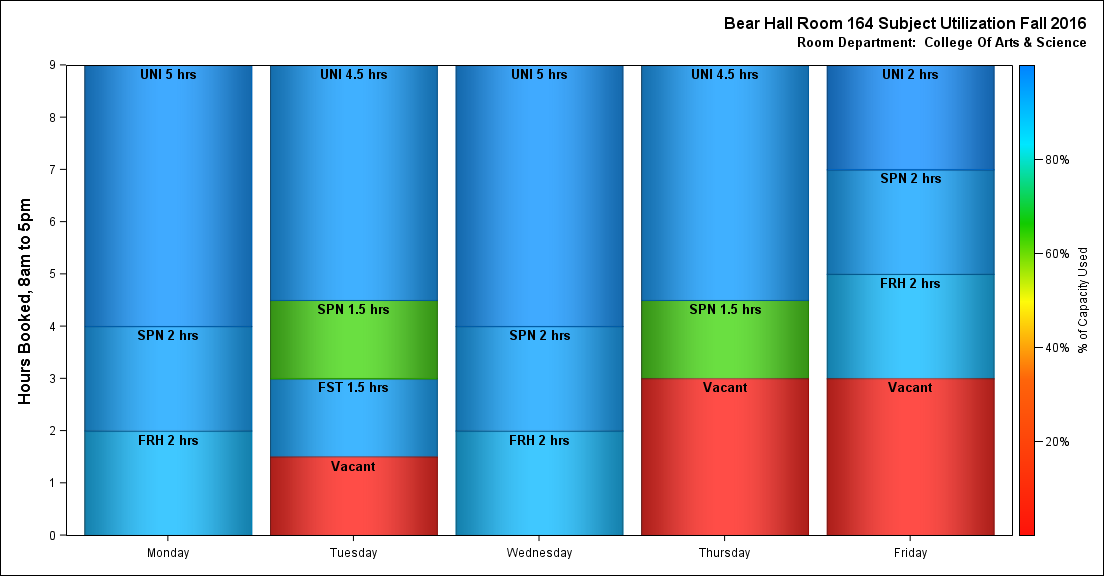 Bear Hall Room 164 Subject Utilization Fall 2016
Room Department:  College Of Arts & Science
Hours Booked, 8am to 5pm
9
8
7
6
5
4
3
2
1
0
UNI 5 hrs
SPN 2 hrs
FRH 2 hrs
UNI 4.5 hrs
SPN 1.5 hrs
FST 1.5 hrs
Vacant
UNI 5 hrs
SPN 2 hrs
FRH 2 hrs
UNI 4.5 hrs
SPN 1.5 hrs
Vacant
UNI 2 hrs
SPN 2 hrs
FRH 2 hrs
Vacant
Monday
Tuesday
Wednesday
Thursday
Friday
80%
60%
40%
20%
% of Capacity Used